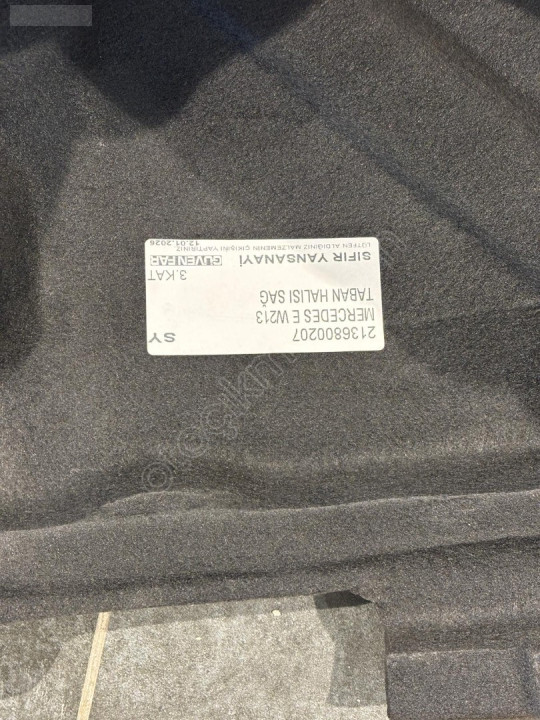 2136800207 SY
MERCEDES E W213
TABAN HALISI SAĞ
3.KAT
SIFIR YANSANAYİ GÜVENFAR
LÜTFEN ALDIĞINIZ MALZEMENİN ÇIKIŞINI YAPTIRINIZ
12.01.2026